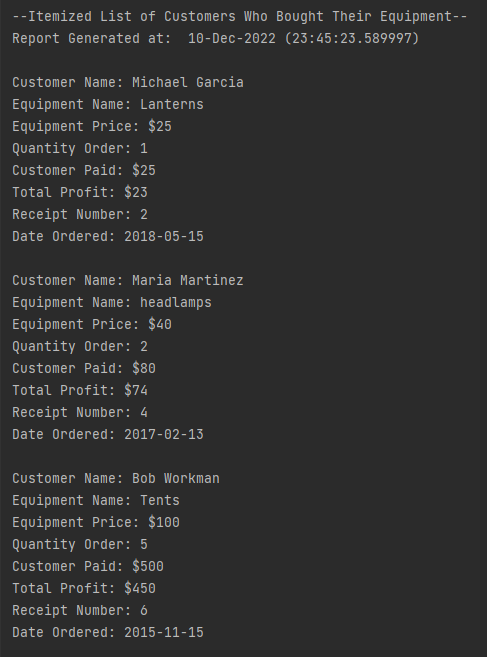 --Itemized List of Customers Who Bought Their Equipment--
Report Generated at:  10-Dec-2022 (23:45:23.589997)

Customer Name: Michael Garcia
Equipment Name: Lanterns
Equipment Price: $25
Quantity Order: 1
Customer Paid: $25
Total Profit: $23
Receipt Number: 2
Date Ordered: 2018-05-15

Customer Name: Maria Martinez
Equipment Name: headlamps
Equipment Price: $40
Quantity Order: 2
Customer Paid: $80
Total Profit: $74
Receipt Number: 4
Date Ordered: 2017-02-13

Customer Name: Bob Workman
Equipment Name: Tents
Equipment Price: $100
Quantity Order: 5
Customer Paid: $500
Total Profit: $450
Receipt Number: 6
Date Ordered: 2015-11-15